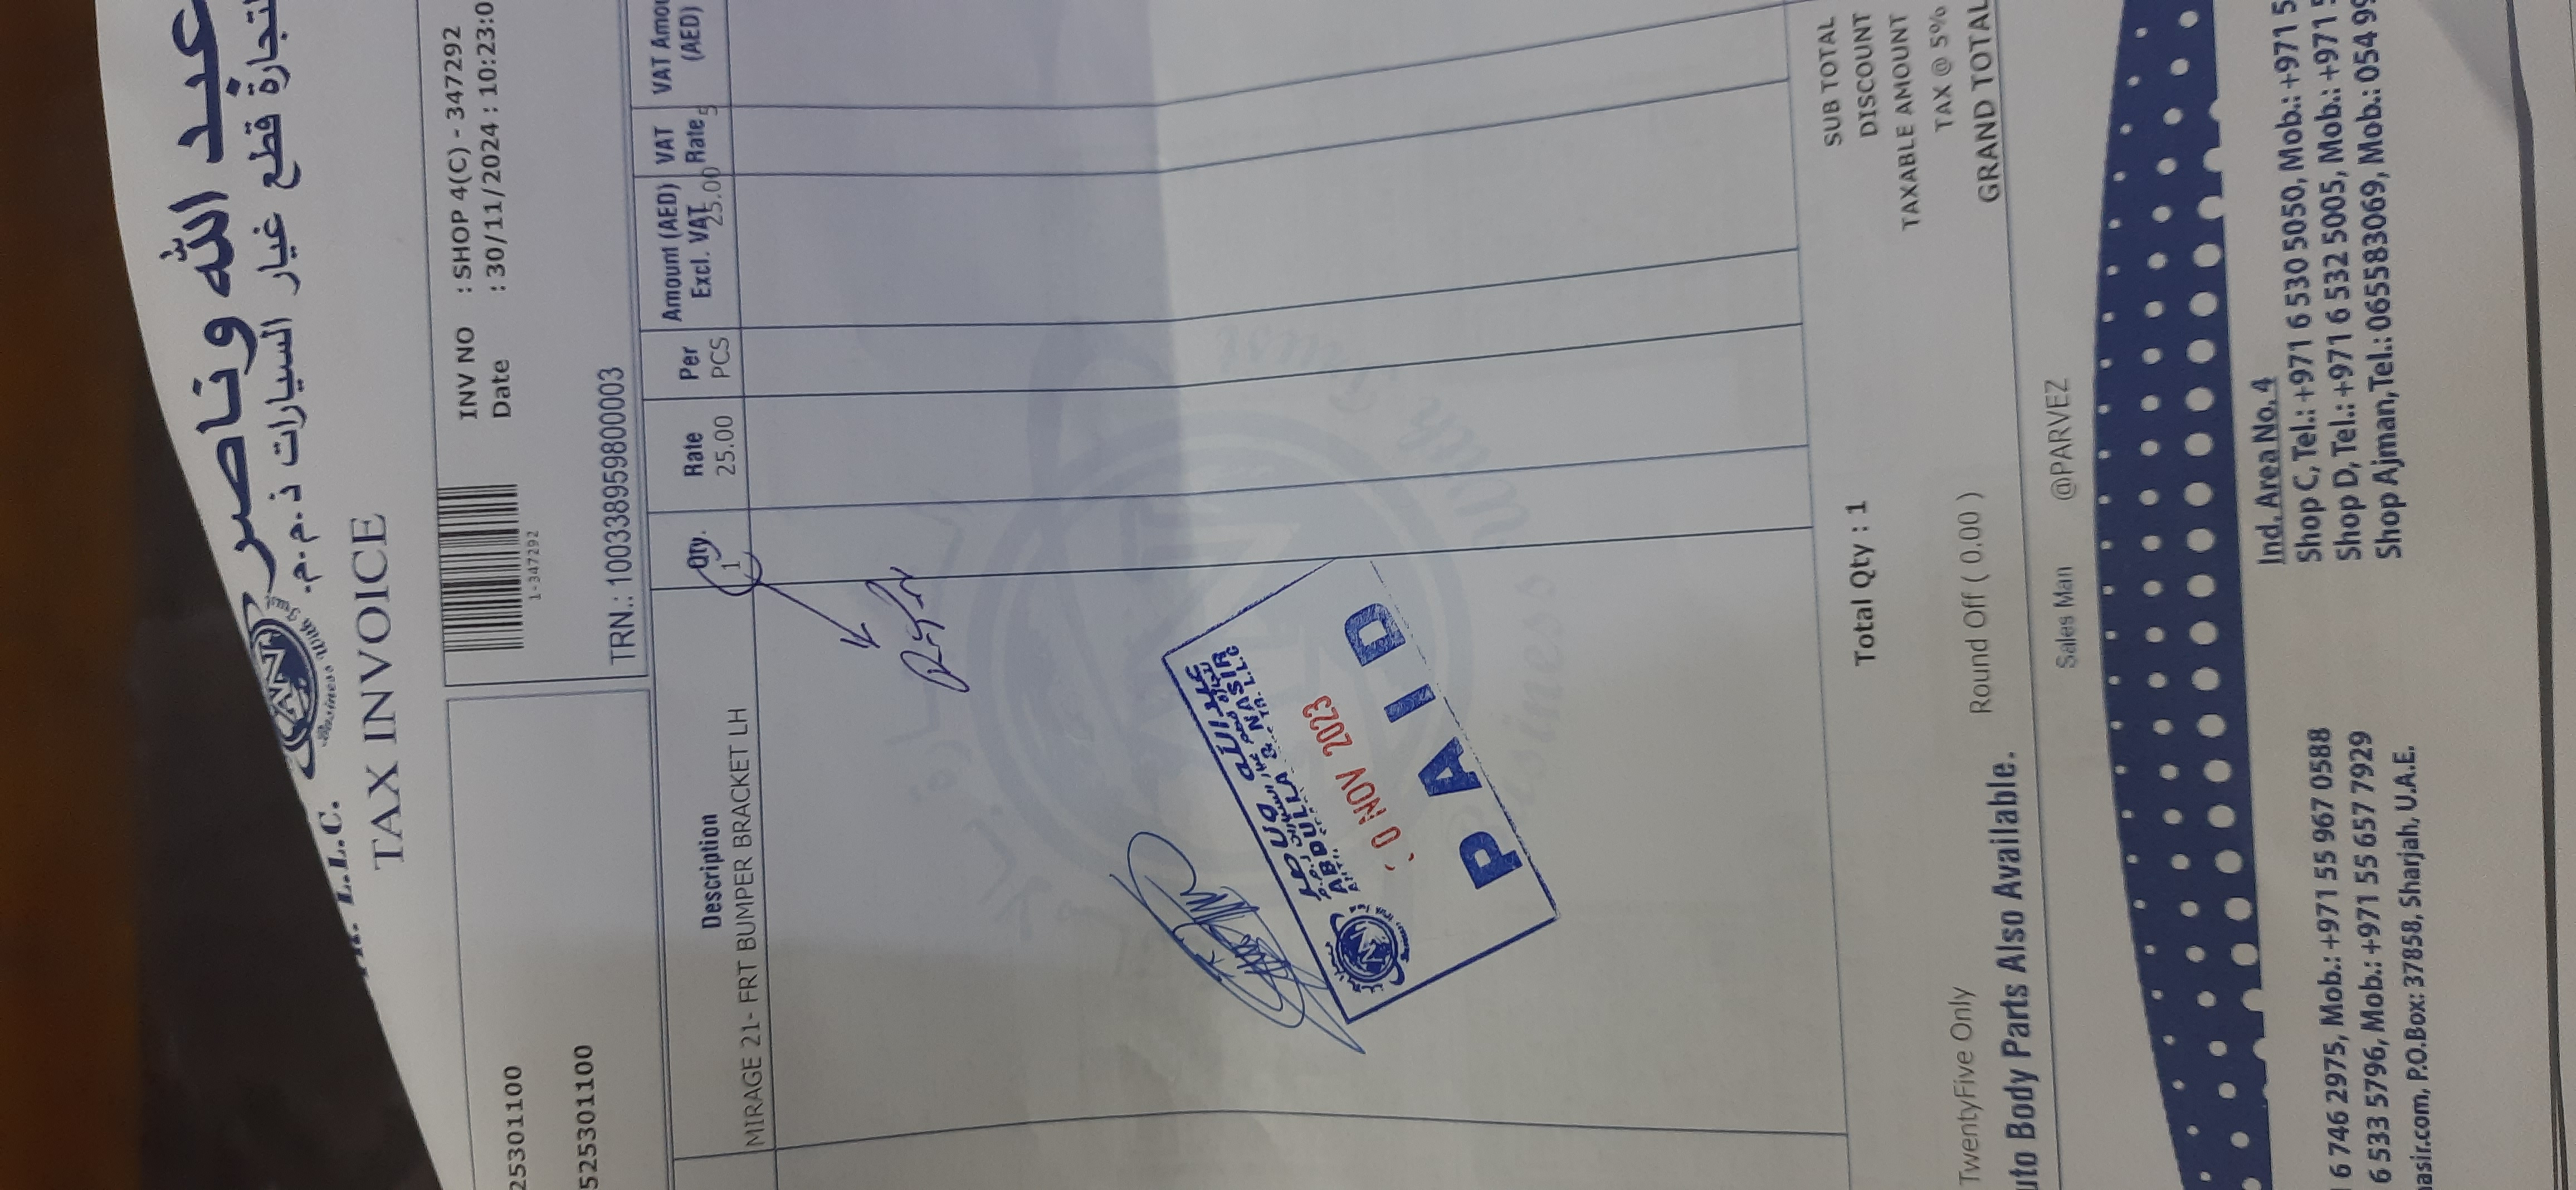 عبد الله وناصر
لتجارة قطع غيار السيارات ذ.م.م.
AN
Business With Trust
L.L.C.
TAX INVOICE
INV NO : SHOP 4(C) - 347292
Date : 30/11/2024 : 10:23:0
1-347292
25301100
525301100
TRN.: 100338959800003
Description Qty. Rate Per Amount (AED) Excl. VAT VAT Rate VAT Amou (AED)
MIRAGE 21- FRT BUMPER BRACKET LH 1 25.00 PCS 25.00 5
ABDULLA & NASIR
0 NOV 2023
PAID
Total Qty : 1
SUB TOTAL
DISCOUNT
TAXABLE AMOUNT
TAX @ 5%
GRAND TOTAL
TwentyFive Only Round Off ( 0.00 )
uto Body Parts Also Available.
Sales Man @PARVEZ
6 746 2975, Mob.: +971 55 967 0588
6 533 5796, Mob.: +971 55 657 7929
asir.com, P.O.Box: 37858, Sharjah, U.A.E.
Ind. Area No. 4
Shop C, Tel.: +971 6 530 5050, Mob.: +971 5
Shop D, Tel.: +971 6 532 5005, Mob.: +971 5
Shop Ajman, Tel.: 065583069, Mob.: 054 99